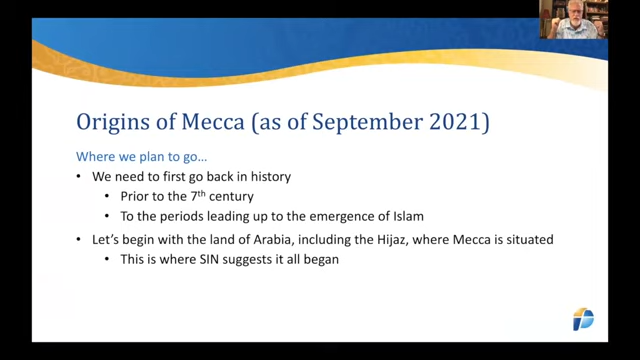 Origins of Mecca (as of September 2021)
Where we plan to go…
• We need to first go back in history
• Prior to the 7th century
• To the periods leading up to the emergence of Islam
• Let's begin with the land of Arabia, including the Hijaz, where Mecca is situated
• This is where SIN suggests it all began